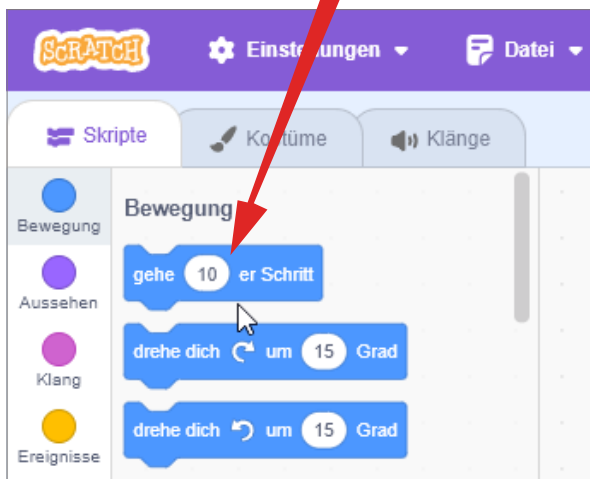 SCRATCH Einstellungen Datei
Skripte Kostüme Klänge
Bewegung
Bewegung
gehe 10 er Schritt
Aussehen
drehe dich um 15 Grad
Klang
drehe dich um 15 Grad
Ereignisse